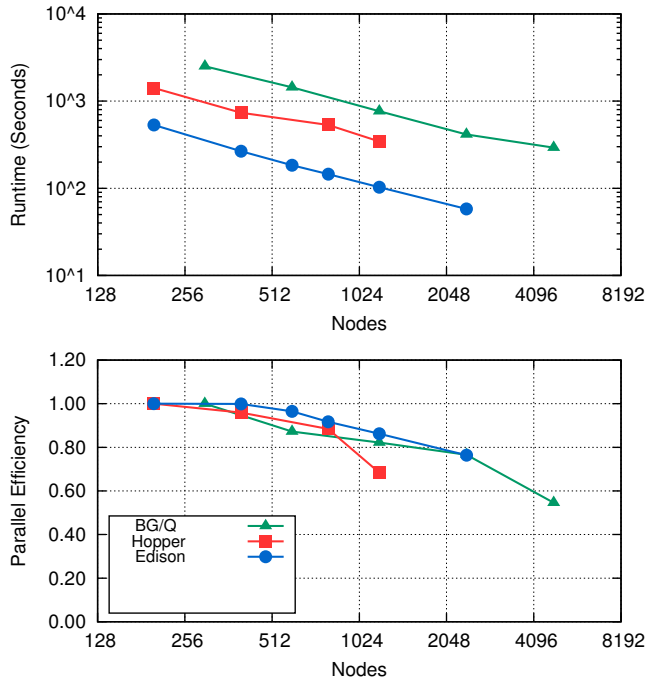 10^4
10^3
10^2
10^1
Runtime (Seconds)
128 256 512 1024 2048 4096 8192
Nodes
1.20
1.00
0.80
0.60
0.40
0.20
0.00
Parallel Efficiency
BG/Q
Hopper
Edison
128 256 512 1024 2048 4096 8192
Nodes